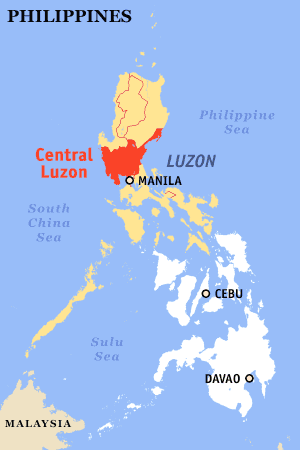 PHILIPPINES
Philippine
Sea
Central
Luzon
LUZON
MANILA
South
China
Sea
CEBU
Sulu
Sea
DAVAO
MALAYSIA